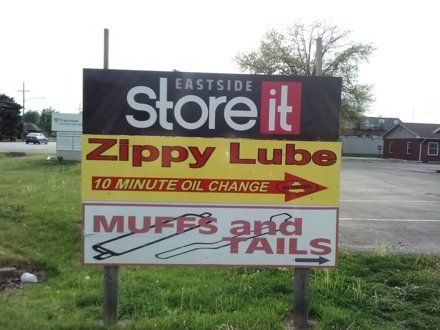 EASTSIDE
Store it
Zippy Lube
10 MINUTE OIL CHANGE
MUFFS and
TAILS